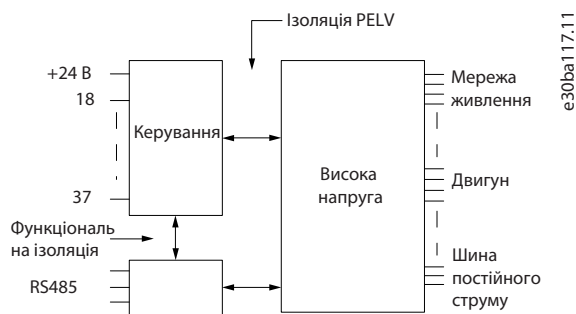 Ізоляція PELV
e30ba117.11
+24 В
18
37
Керування
Висока
напруга
Мережа
живлення
Двигун
Шина
постійного
струму
Функціональ
на ізоляція
RS485